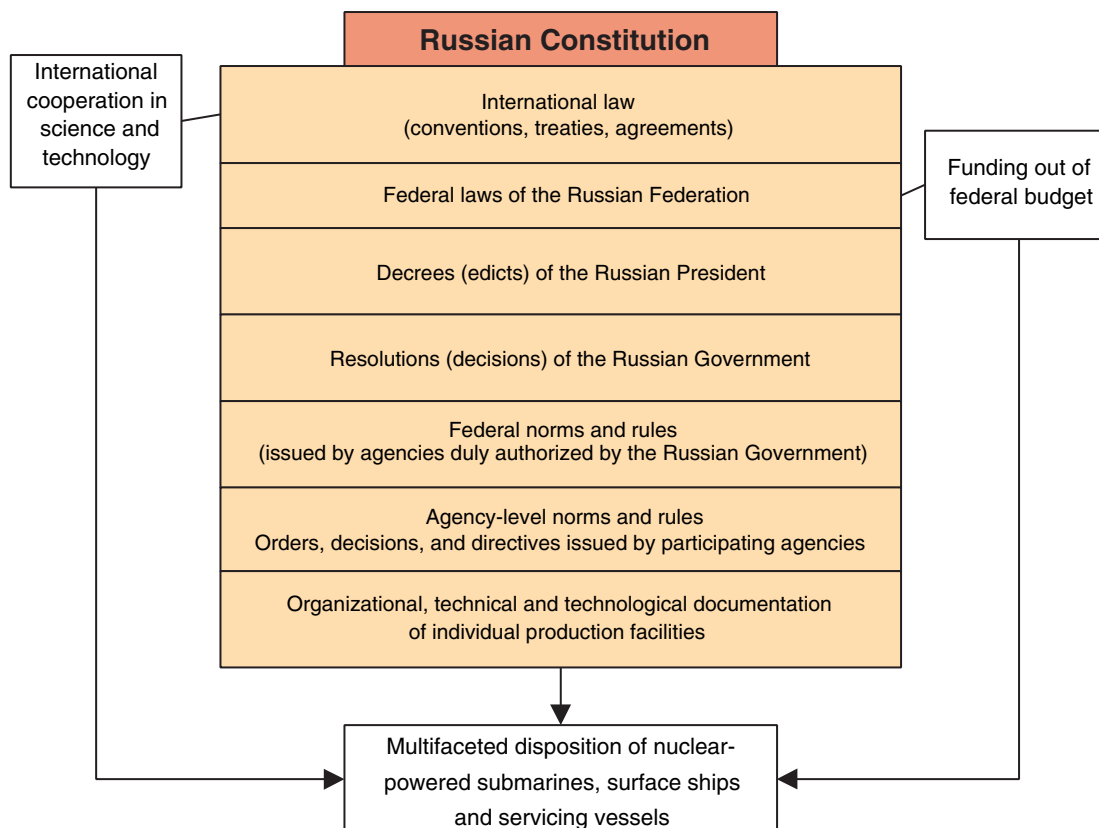 Russian Constitution
International
cooperation in
science and
technology
International law
(conventions, treaties, agreements)
Funding out of
federal budget
Federal laws of the Russian Federation
Decrees (edicts) of the Russian President
Resolutions (decisions) of the Russian Government
Federal norms and rules
(issued by agencies duly authorized by the Russian Government)
Agency-level norms and rules
Orders, decisions, and directives issued by participating agencies
Organizational, technical and technological documentation
of individual production facilities
Multifaceted disposition of nuclear-
powered submarines, surface ships
and servicing vessels